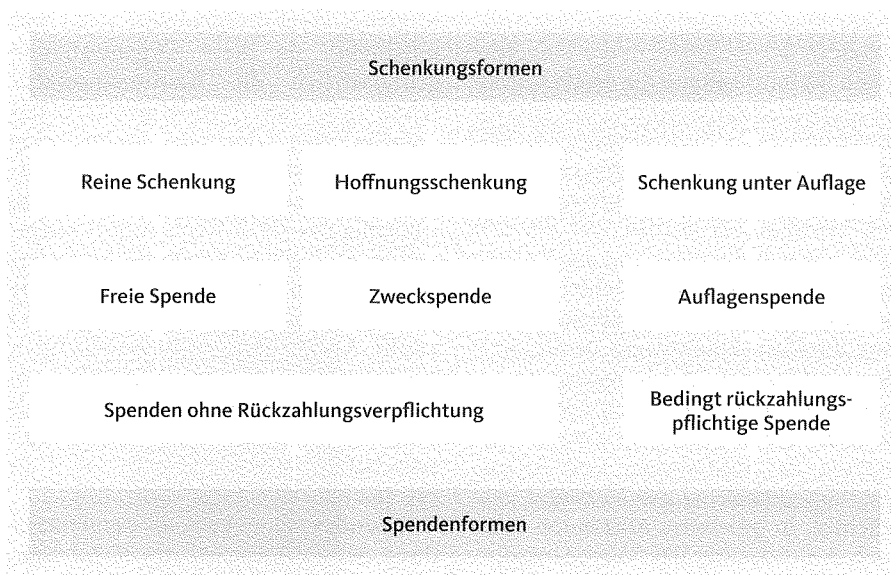 Schenkungsformen
Reine Schenkung
Hoffnungsschenkung
Schenkung unter Auflage
Freie Spende
Zweckspende
Auflagenspende
Spenden ohne Rückzahlungsverpflichtung
Bedingt rückzahlungs-
pflichtige Spende
Spendenformen